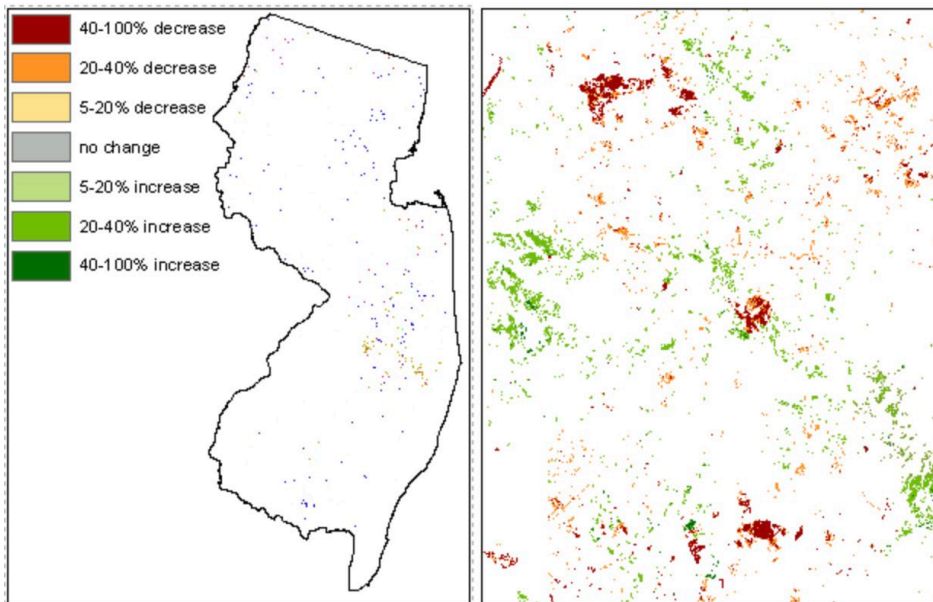 40-100% decrease
20-40% decrease
5-20% decrease
no change
5-20% increase
20-40% increase
40-100% increase